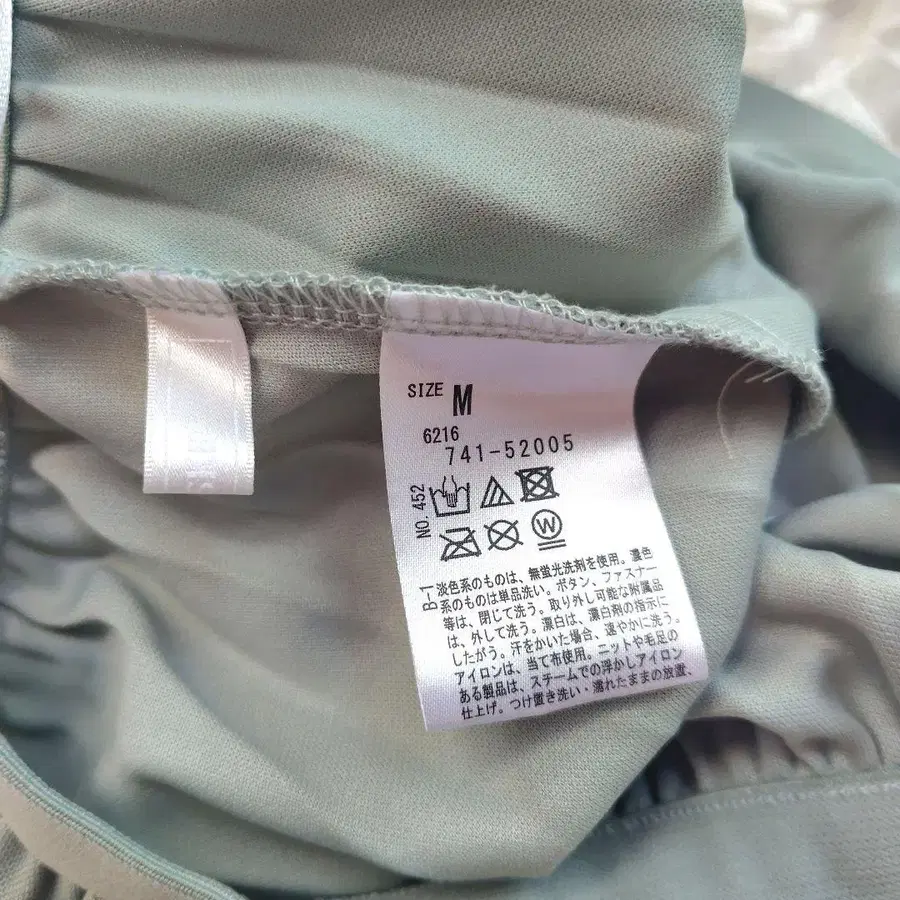 SIZE M
6216
741-52005
NO. 452
W
B-1
淡色系のものは、無蛍光洗剤を使用。濃色
系のものは単品洗い。ボタン、ファスナー
等は、閉じて洗う。取り外し可能な附属品
は、外して洗う。漂白は、漂白剤の指示に
したがう。汗をかいた場合、速やかに洗う。
アイロンは、当て布使用。ニットや毛足の
ある製品は、スチームでの浮かしアイロン
仕上げ。つけ置き洗い・濡れたままの放置、